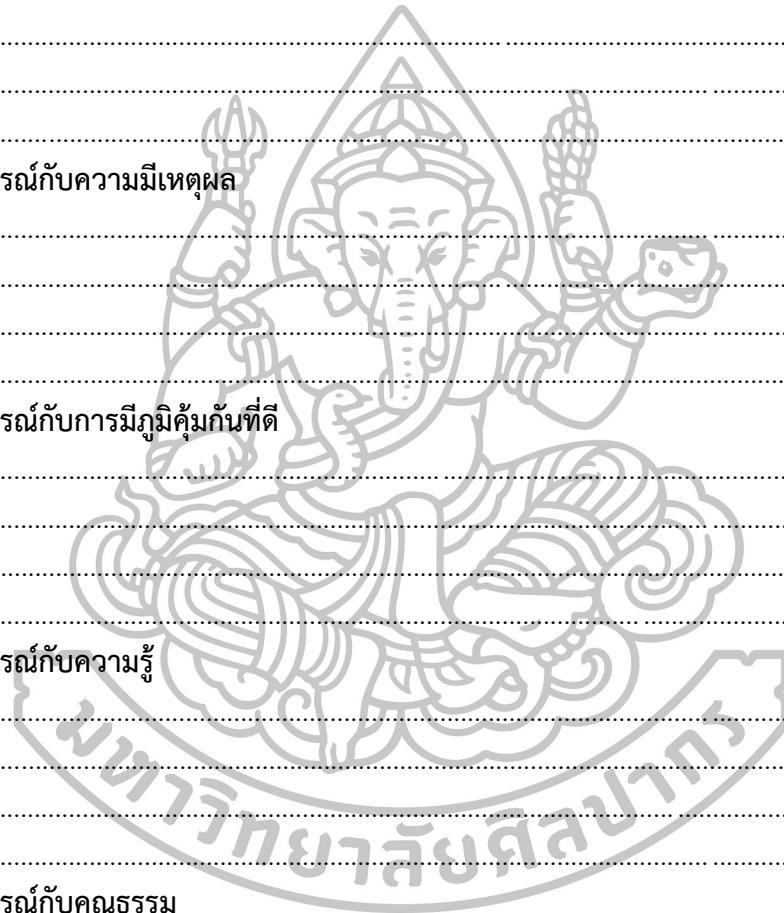 รณ์กับความมีเหตุผล
รณ์กับการมีภูมิคุ้มกันที่ดี
รณ์กับความรู้
รณ์กับคุณธรรม
มหาวิทยาลัยศิลปากร